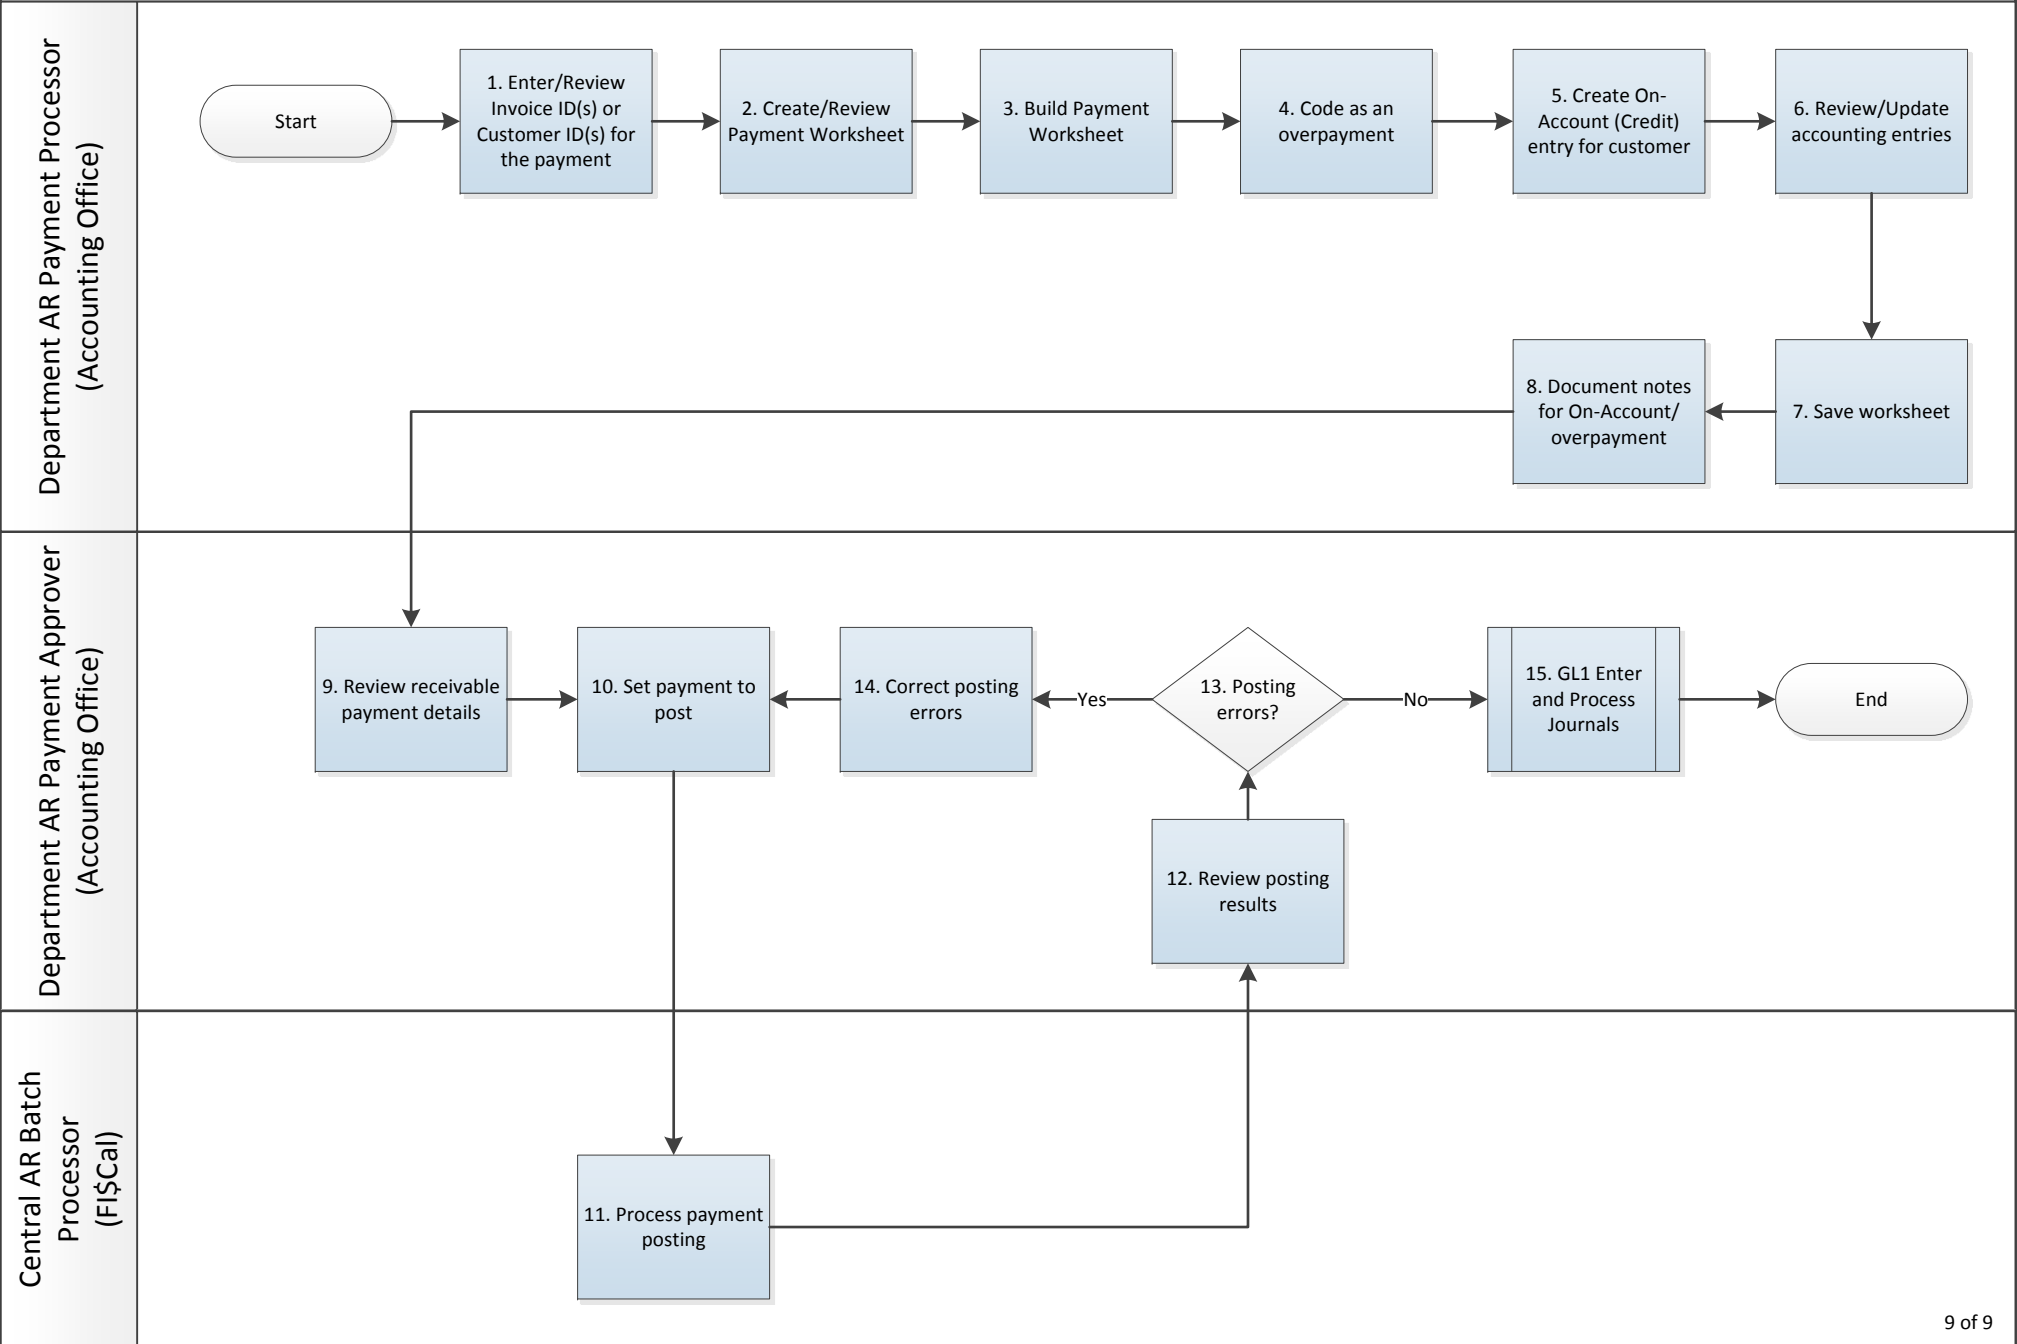 Department AR Payment Processor
(Accounting Office)
Start
1. Enter/Review
Invoice ID(s) or
Customer ID(s) for
the payment
2. Create/Review
Payment Worksheet
3. Build Payment
Worksheet
4. Code as an
overpayment
5. Create On-
Account (Credit)
entry for customer
6. Review/Update
accounting entries
7. Save worksheet
8. Document notes
for On-Account/
overpayment
Department AR Payment Approver
(Accounting Office)
9. Review receivable
payment details
10. Set payment to
post
14. Correct posting
errors
Yes
13. Posting
errors?
No
15. GL1 Enter
and Process
Journals
End
12. Review posting
results
Central AR Batch
Processor
(FI$Cal)
11. Process payment
posting
9 of 9